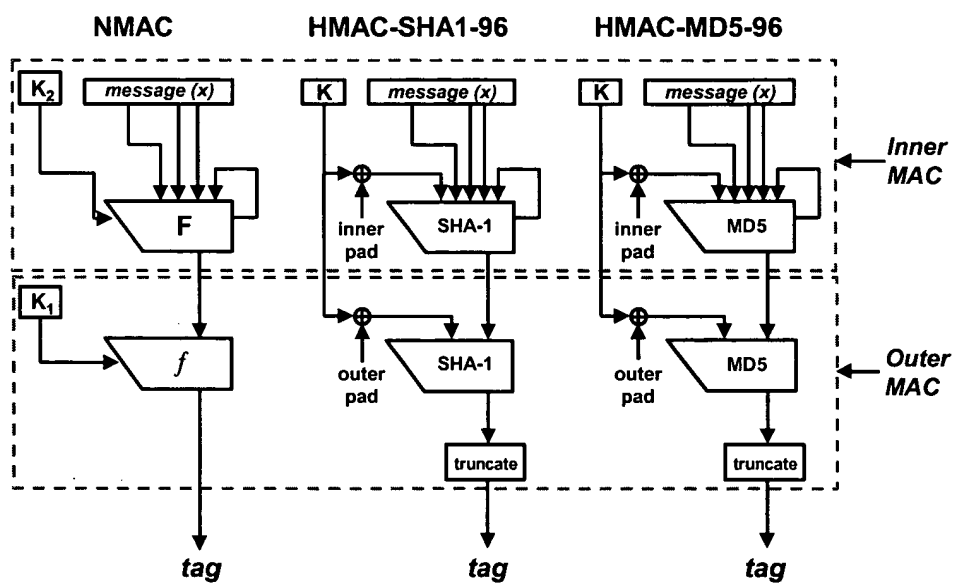 NMAC HMAC-SHA1-96 HMAC-MD5-96
K2 message (x) K message (x) K message (x)
Inner
MAC
inner
pad
inner
pad
F SHA-1 MD5
K1
f SHA-1 MD5
outer
pad
outer
pad
Outer
MAC
truncate truncate
tag tag tag